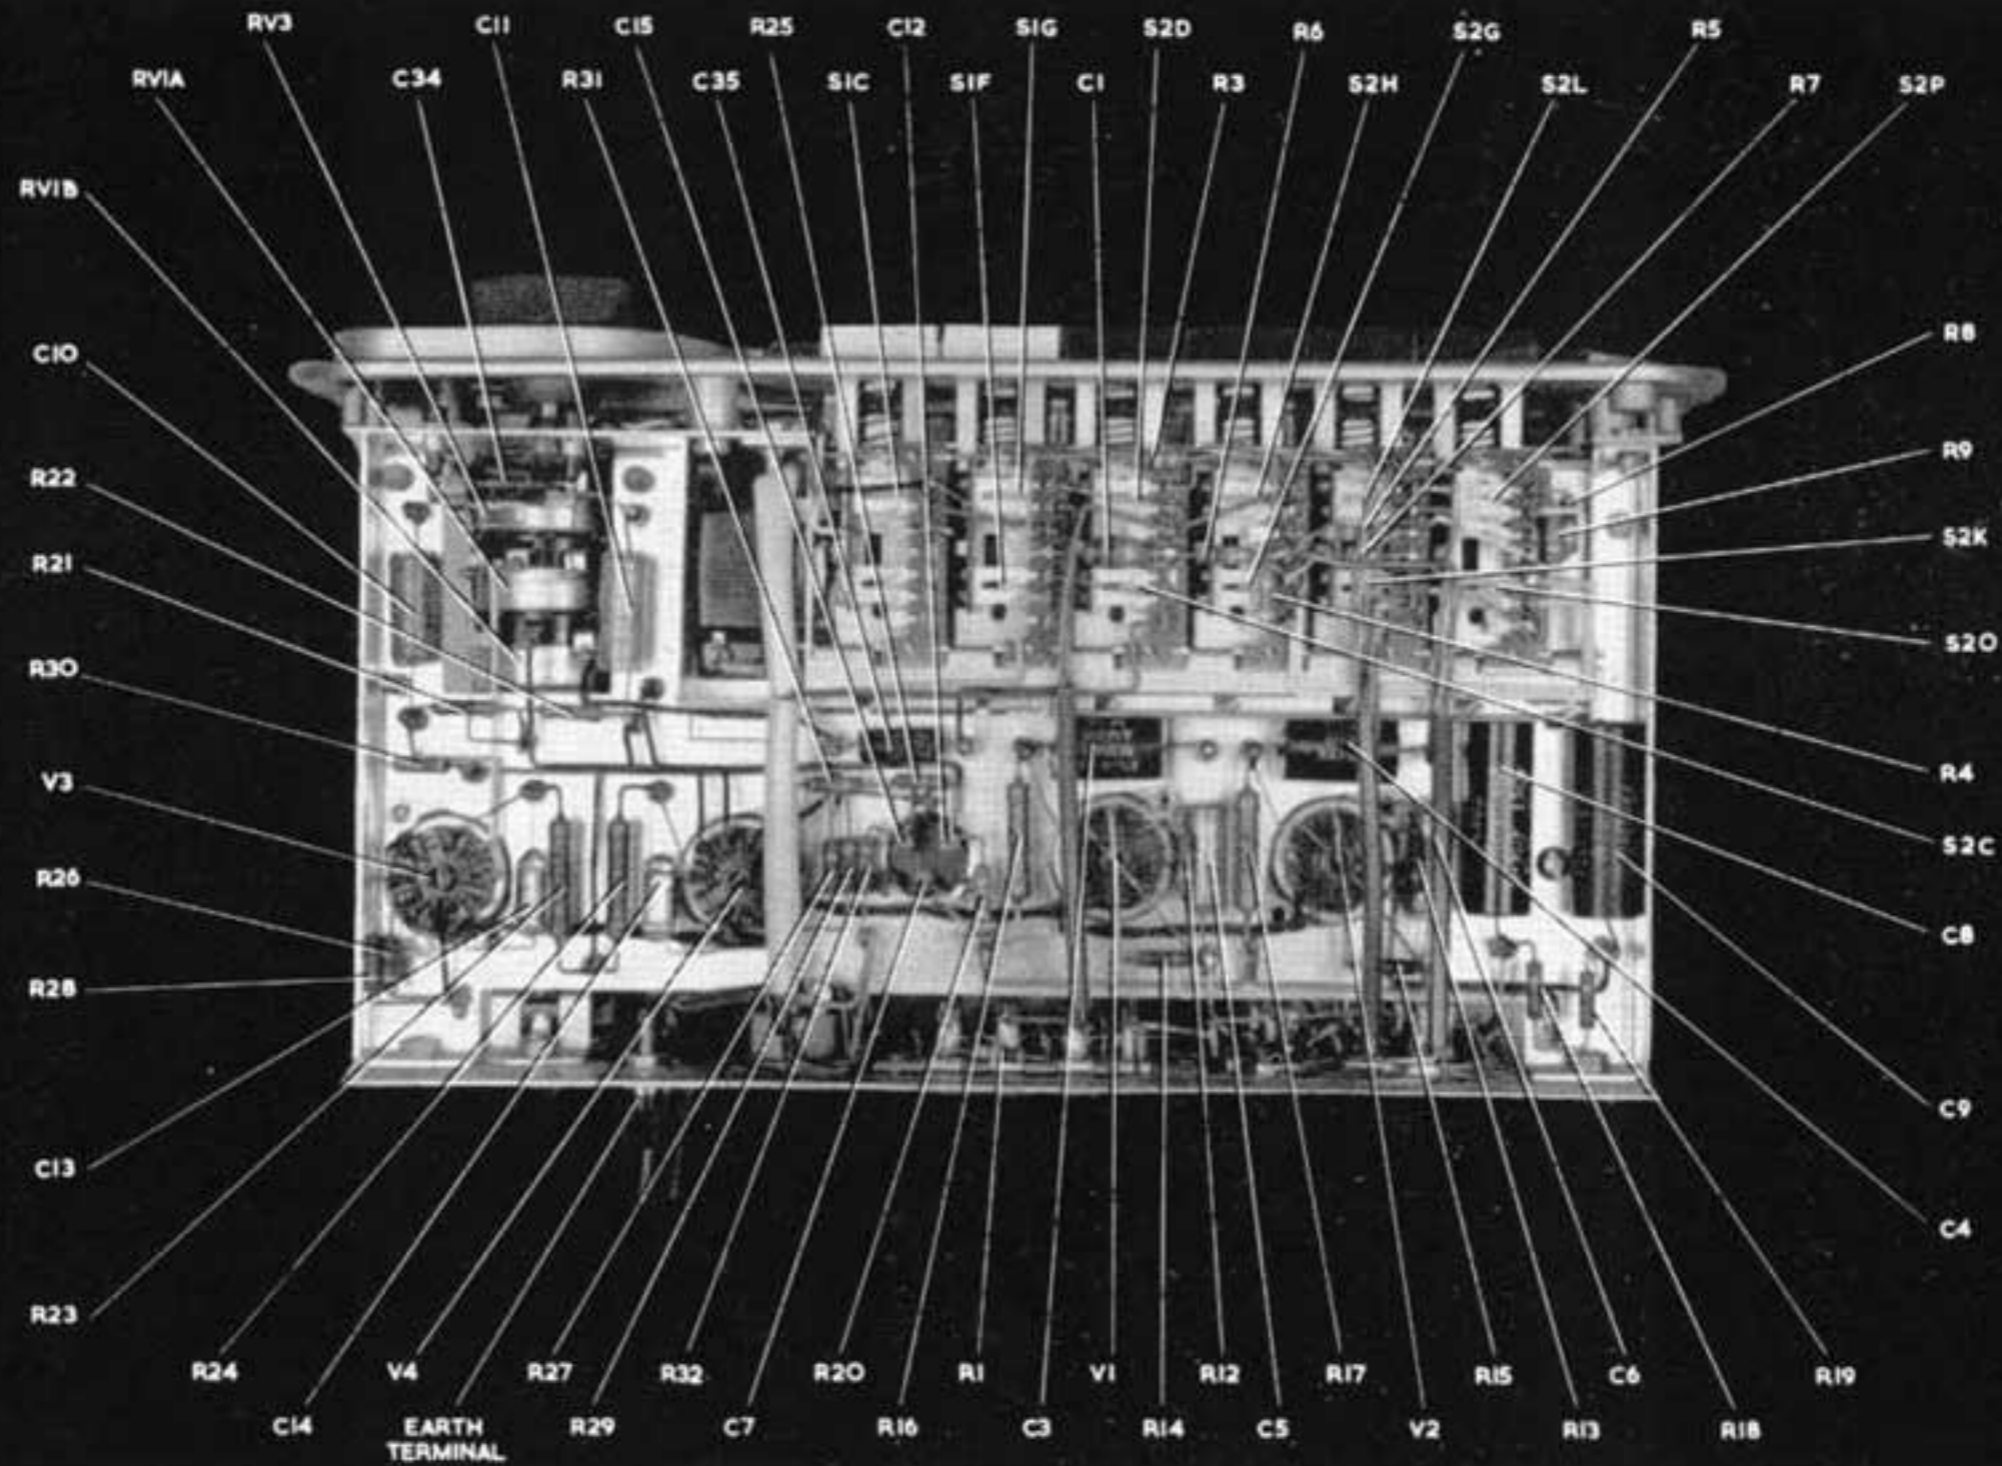 RV3 C11 C15 R25 C12 S1G S2D R6 S2G R5
RV1A C34 R31 C35 S1C S1F C1 R3 S2H S2L R7 S2P
RV1B
C10 R8
R22 R9
R21 S2K
R30 S2O
V3 R4
R26 S2C
R28 C8
C13 C9
R23 C4
R24 V4 R27 R32 R20 R1 V1 R12 R17 R15 C6 R19
C14 EARTH R29 C7 R16 C3 R14 C5 V2 R13 R18
TERMINAL